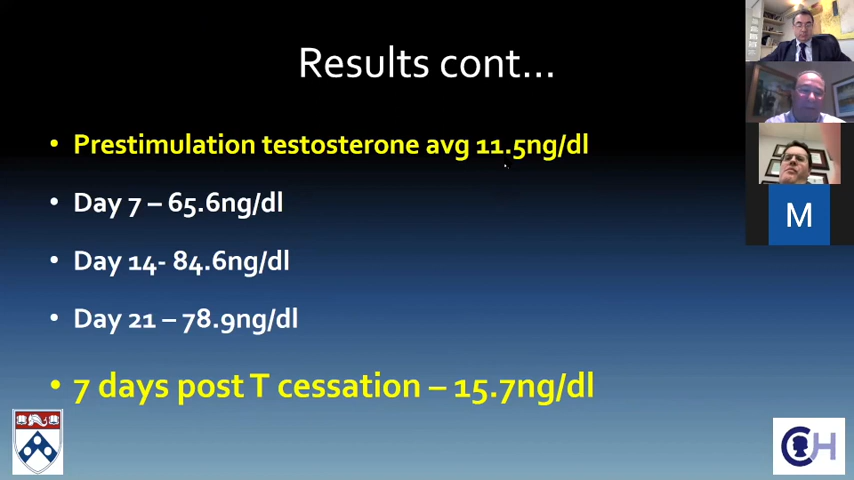 Results cont...
• Prestimulation testosterone avg 11.5ng/dl
• Day 7 – 65.6ng/dl
• Day 14- 84.6ng/dl
• Day 21 – 78.9ng/dl
• 7 days post T cessation – 15.7ng/dl
M
CH